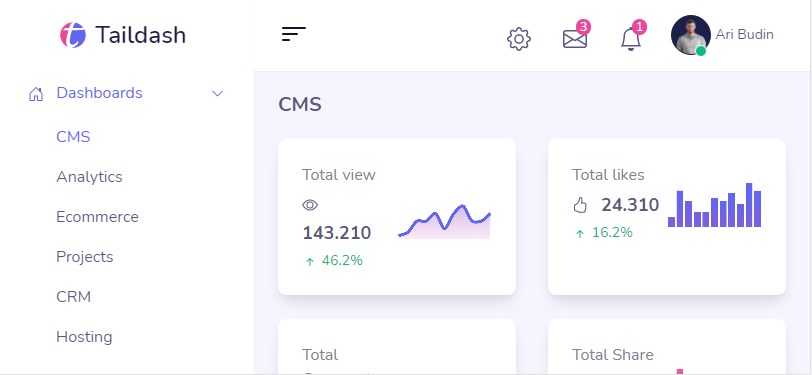 Taildash
3
1
Ari Budin
Dashboards
CMS
Analytics
Ecommerce
Projects
CRM
Hosting
CMS
Total view
143.210
46.2%
Total likes
24.310
16.2%
Total
Total Share